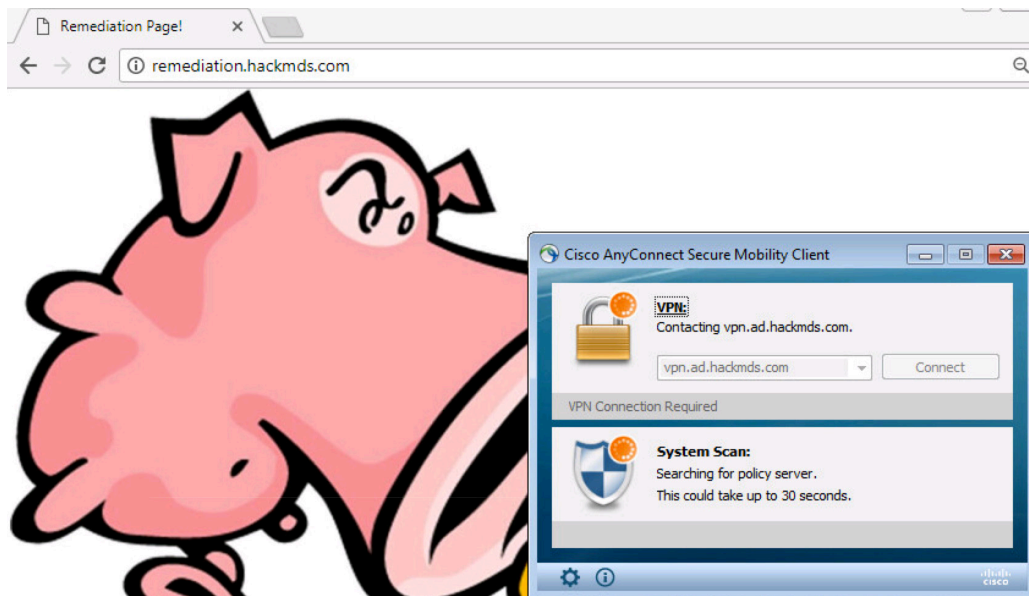 Remediation Page!
remediation.hackmds.com
Cisco AnyConnect Secure Mobility Client
VPN:
Contacting vpn.ad.hackmds.com.
vpn.ad.hackmds.com
Connect
VPN Connection Required
System Scan:
Searching for policy server.
This could take up to 30 seconds.
CISCO